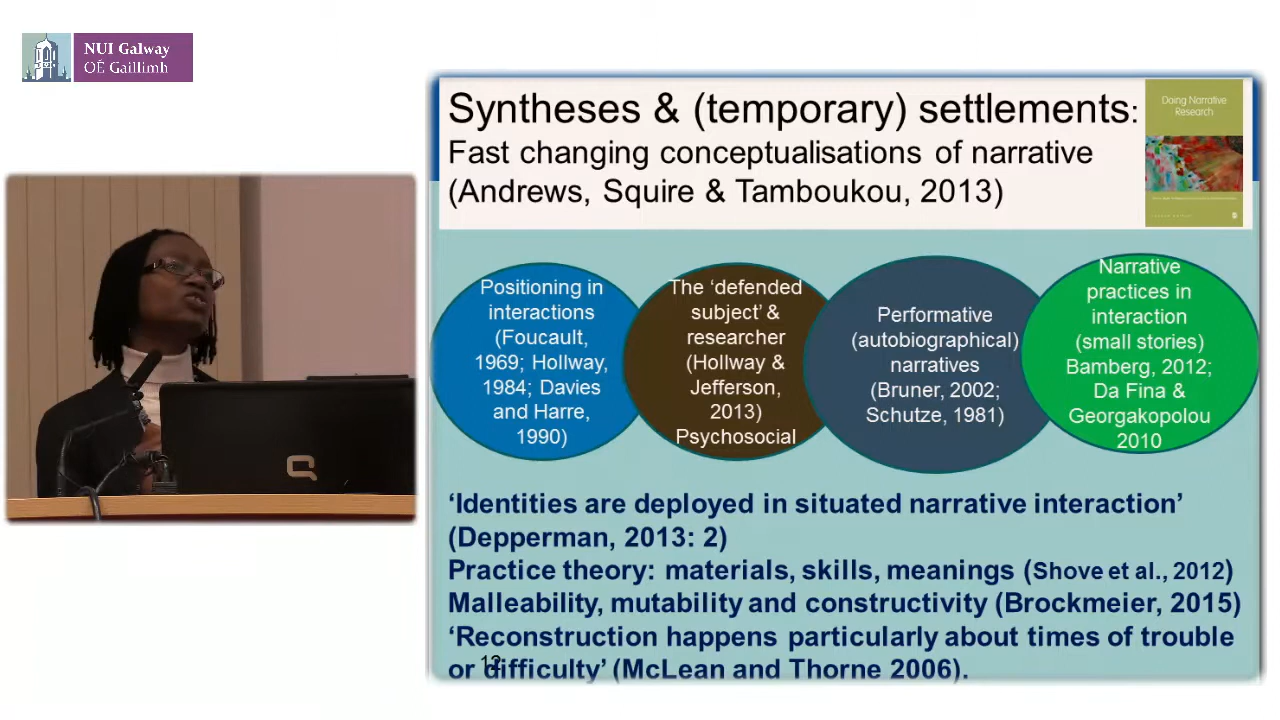 NUI Galway
OÉ Gaillimh
Syntheses & (temporary) settlements:
Fast changing conceptualisations of narrative
(Andrews, Squire & Tamboukou, 2013)
Doing Narrative
Research
Positioning in
interactions
(Foucault,
1969; Hollway,
1984; Davies
and Harre,
1990)
The ‘defended
subject’ &
researcher
(Hollway &
Jefferson,
2013)
Psychosocial
Performative
(autobiographical)
narratives
(Bruner, 2002;
Schutze, 1981)
Narrative
practices in
interaction
(small stories)
Bamberg, 2012;
Da Fina &
Georgakopolou
2010
‘Identities are deployed in situated narrative interaction’
(Depperman, 2013: 2)
Practice theory: materials, skills, meanings (Shove et al., 2012)
Malleability, mutability and constructivity (Brockmeier, 2015)
‘Reconstruction happens particularly about times of trouble
or difficulty’ (McLean and Thorne 2006).
12